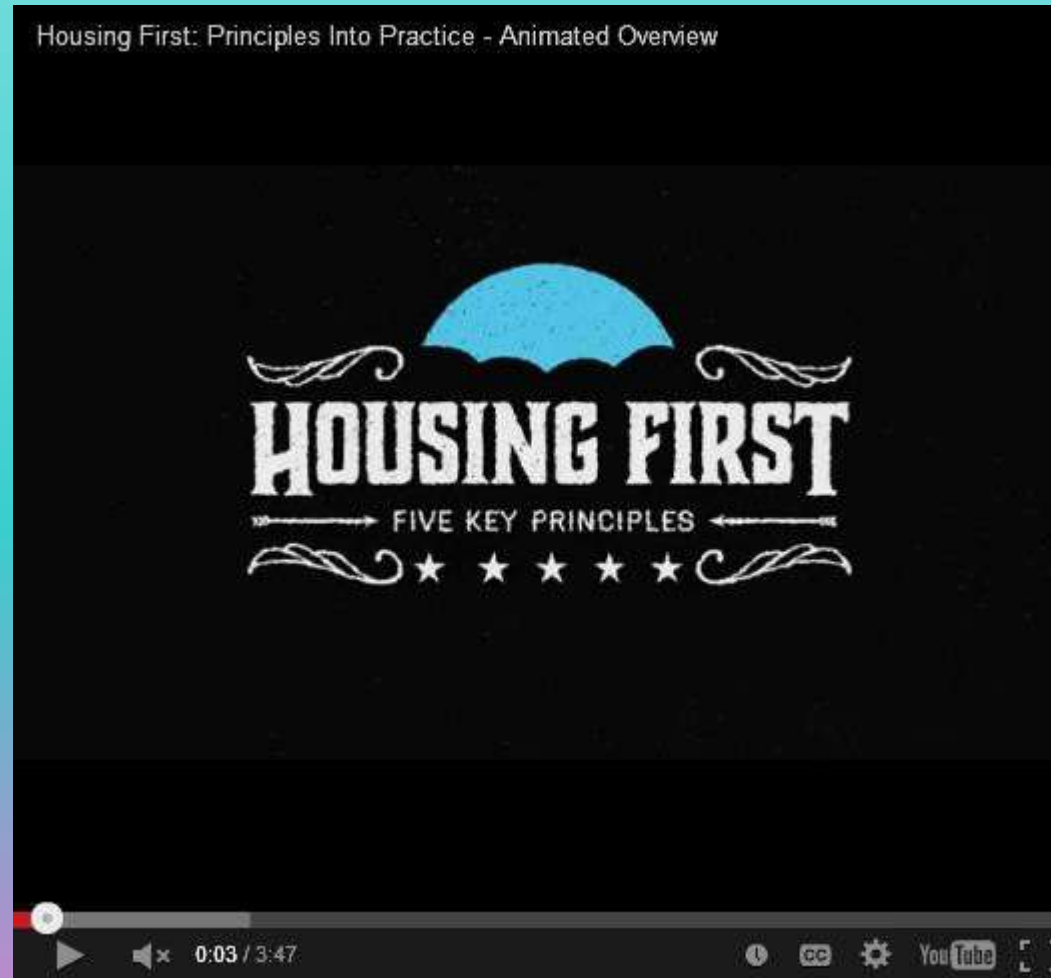 Housing First: Principles Into Practice - Animated Overview
HOUSING FIRST
FIVE KEY PRINCIPLES
0:03 / 3:47
CC
YouTube